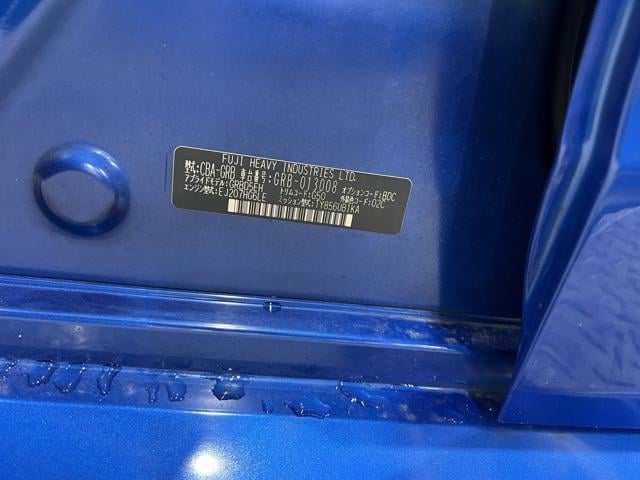 FUJI HEAVY INDUSTRIES LTD.
型式: CBA-GRB 車台番号: GRB-013008
アプライドモデル: GRBD5EH オプションコード: BDC
トリムコード: G50 外装色コード: 02C
エンジン型式: EJ207HG6LE ミッション型式: TY856UB1KA